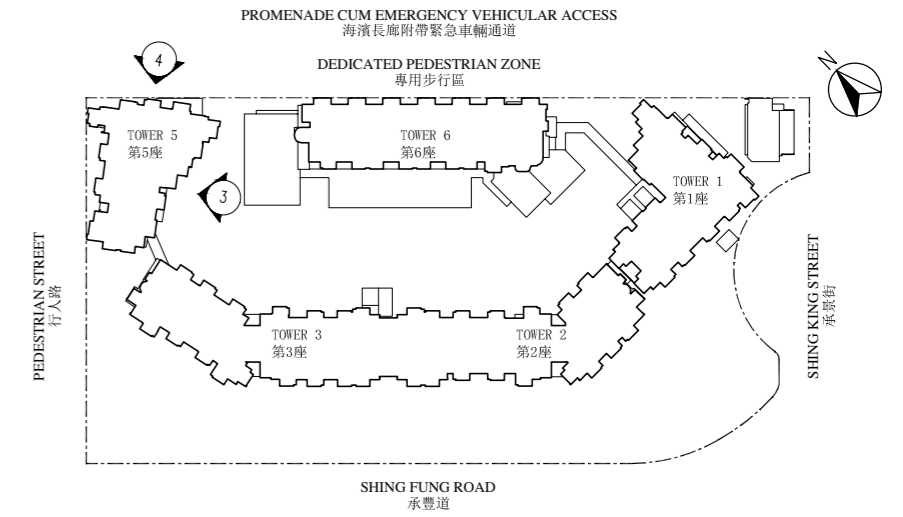 PROMENADE CUM EMERGENCY VEHICULAR ACCESS
海濱長廊附帶緊急車輛通道
DEDICATED PEDESTRIAN ZONE
專用步行區
4
N
TOWER 5
第5座
TOWER 6
第6座
TOWER 1
第1座
3
PEDESTRIAN STREET
行人路
SHING KING STREET
承景街
TOWER 3
第3座
TOWER 2
第2座
SHING FUNG ROAD
承豐道